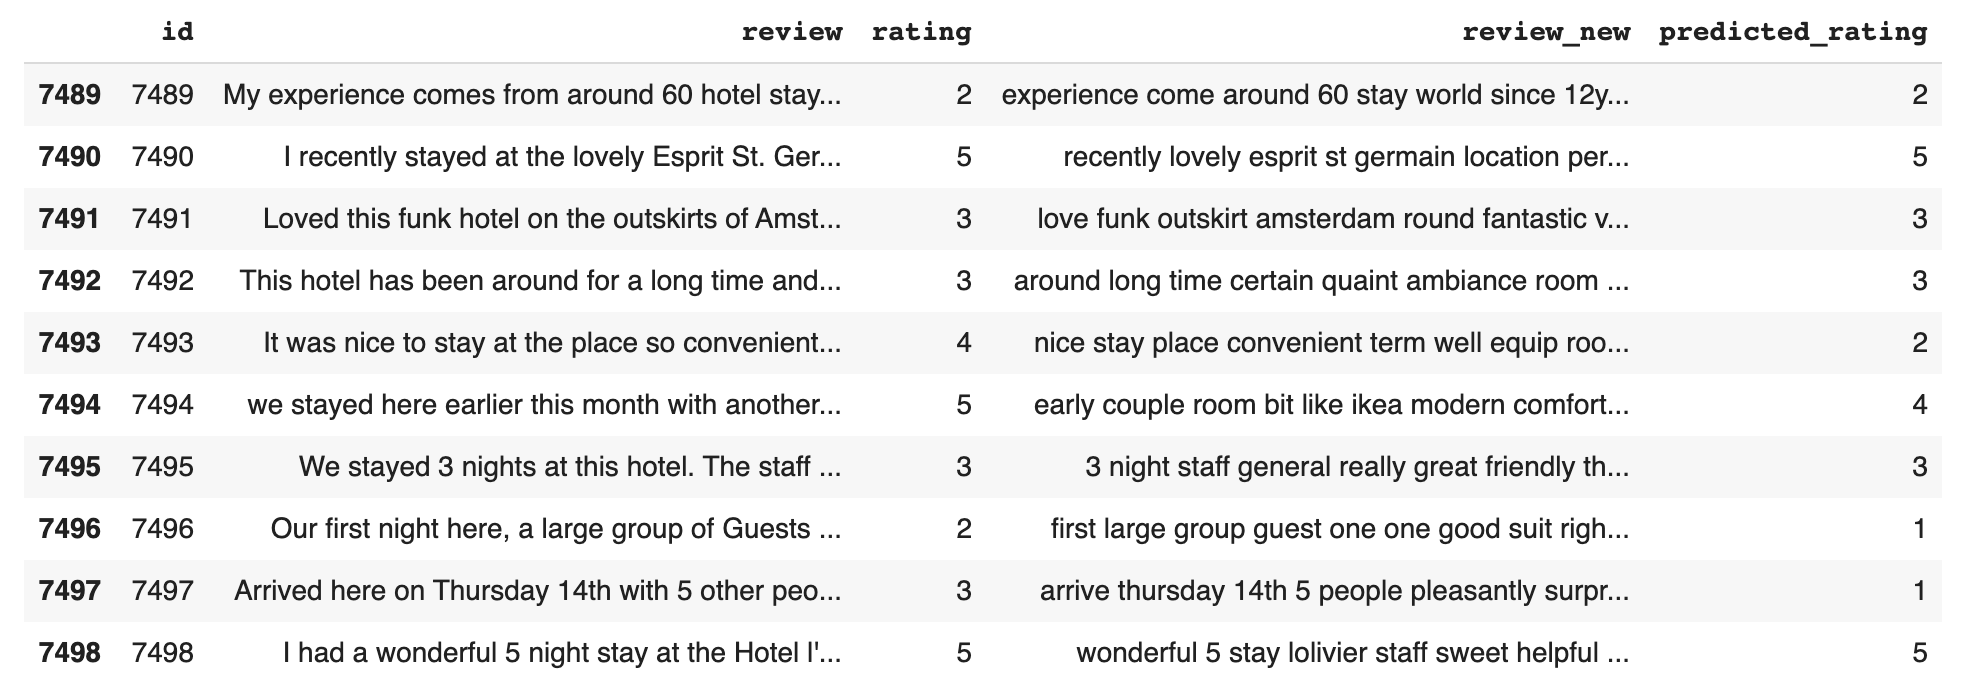 id review rating review_new predicted_rating
7489 7489 My experience comes from around 60 hotel stay... 2 experience come around 60 stay world since 12y... 2
7490 7490 I recently stayed at the lovely Esprit St. Ger... 5 recently lovely esprit st germain location per... 5
7491 7491 Loved this funk hotel on the outskirts of Amst... 3 love funk outskirt amsterdam round fantastic v... 3
7492 7492 This hotel has been around for a long time and... 3 around long time certain quaint ambiance room ... 3
7493 7493 It was nice to stay at the place so convenient... 4 nice stay place convenient term well equip roo... 2
7494 7494 we stayed here earlier this month with another... 5 early couple room bit like ikea modern comfort... 4
7495 7495 We stayed 3 nights at this hotel. The staff ... 3 3 night staff general really great friendly th... 3
7496 7496 Our first night here, a large group of Guests ... 2 first large group guest one one good suit righ... 1
7497 7497 Arrived here on Thursday 14th with 5 other peo... 3 arrive thursday 14th 5 people pleasantly surpr... 1
7498 7498 I had a wonderful 5 night stay at the Hotel l'... 5 wonderful 5 stay lolivier staff sweet helpful ... 5